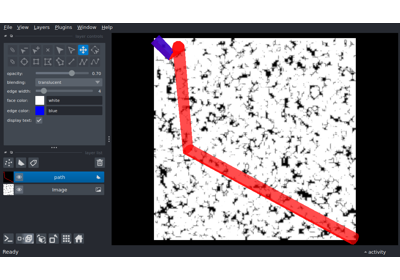 File View Layers Plugins Window Help
opacity: 0.70
blending: translucent
edge width:
face color: white
edge color: blue
display text:
path
Image
Ready
activity